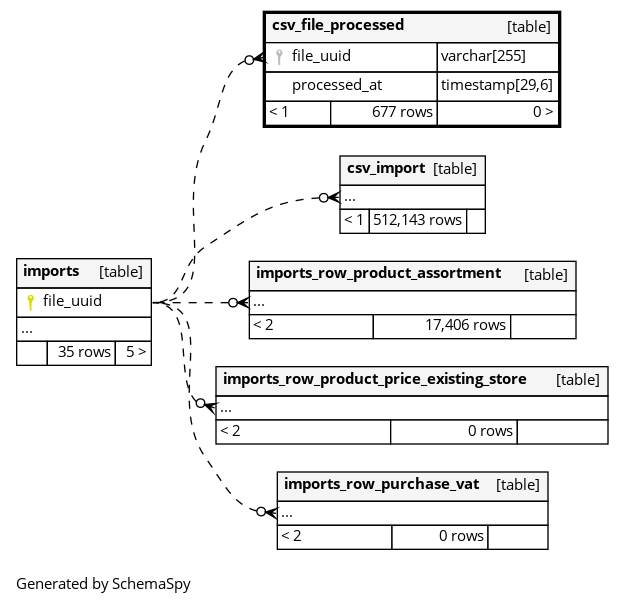 csv_file_processed [table]
file_uuid varchar[255]
processed_at timestamp[29,6]
< 1 677 rows 0 >
csv_import [table]
...
< 1 512,143 rows
imports [table]
file_uuid
...
35 rows 5 >
imports_row_product_assortment [table]
...
< 2 17,406 rows
imports_row_product_price_existing_store [table]
...
< 2 0 rows
imports_row_purchase_vat [table]
...
< 2 0 rows
Generated by SchemaSpy